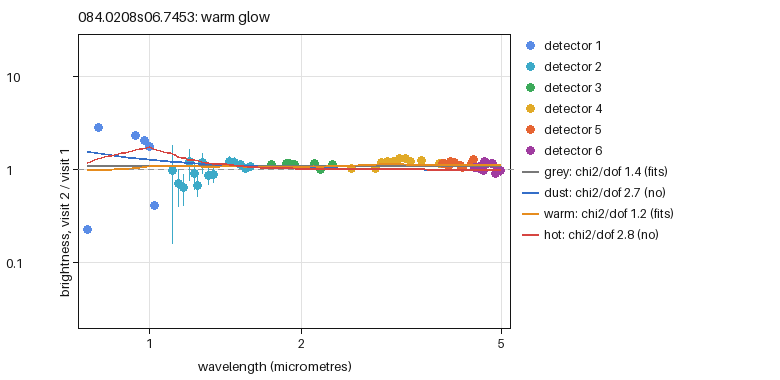 084.0208s06.7453: warm glow
10
1
0.1
brightness, visit 2 / visit 1
1
2
5
wavelength (micrometres)
detector 1
detector 2
detector 3
detector 4
detector 5
detector 6
grey: chi2/dof 1.4 (fits)
dust: chi2/dof 2.7 (no)
warm: chi2/dof 1.2 (fits)
hot: chi2/dof 2.8 (no)